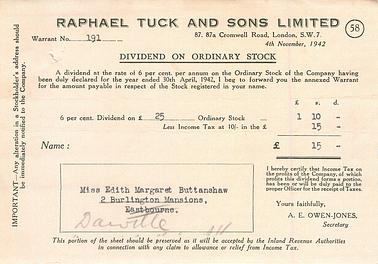 RAPHAEL TUCK AND SONS LIMITED
58
Warrant No. 191
87. 87a Cromwell Road, London, S.W.7.
4th November, 1942
DIVIDEND ON ORDINARY STOCK
A dividend at the rate of 6 per cent. per annum on the Ordinary Stock of the Company having
been duly declared for the year ended 30th April, 1942, I beg to forward you the annexed Warrant
for the amount payable in respect of the Stock registered in your name.
£ s. d.
6 per cent. Dividend on £ 25 Ordinary Stock 1 10 -
Less Income Tax at 10/- in the £ 15 -
Name : £ 15 -
I hereby certify that Income Tax on
the profits of the Company, of which
profits this dividend forms a portion,
has been or will be duly paid to the
proper Officer for the receipt of Taxes.
Miss Edith Margaret Buttanshaw
2 Burlington Mansions,
Eastbourne.
Yours faithfully,
A. E. OWEN-JONES,
Secretary
This portion of the sheet should be preserved as it will be accepted by the Inland Revenue Authorities
in connection with any claim to allowance or relief from Income Tax.
IMPORTANT—Any alteration in a Stockholder's address should
be immediately notified to the Company.